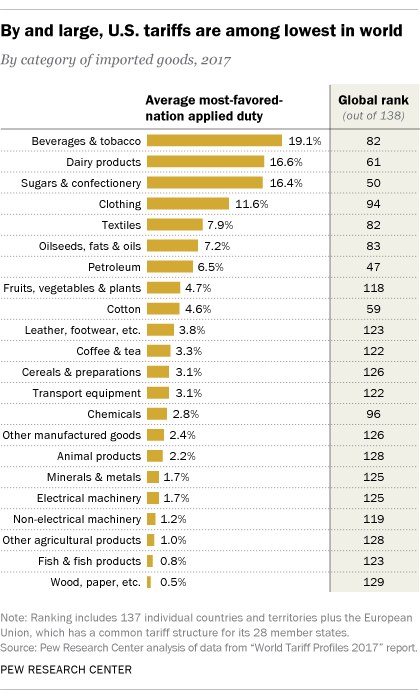 By and large, U.S. tariffs are among lowest in world
By category of imported goods, 2017
Average most-favored-nation applied duty
Global rank
(out of 138)
Beverages & tobacco 19.1% 82
Dairy products 16.6% 61
Sugars & confectionery 16.4% 50
Clothing 11.6% 94
Textiles 7.9% 82
Oilseeds, fats & oils 7.2% 83
Petroleum 6.5% 47
Fruits, vegetables & plants 4.7% 118
Cotton 4.6% 59
Leather, footwear, etc. 3.8% 123
Coffee & tea 3.3% 122
Cereals & preparations 3.1% 126
Transport equipment 3.1% 122
Chemicals 2.8% 96
Other manufactured goods 2.4% 126
Animal products 2.2% 128
Minerals & metals 1.7% 125
Electrical machinery 1.7% 125
Non-electrical machinery 1.2% 119
Other agricultural products 1.0% 128
Fish & fish products 0.8% 123
Wood, paper, etc. 0.5% 129
Note: Ranking includes 137 individual countries and territories plus the European
Union, which has a common tariff structure for its 28 member states.
Source: Pew Research Center analysis of data from “World Tariff Profiles 2017” report.
PEW RESEARCH CENTER